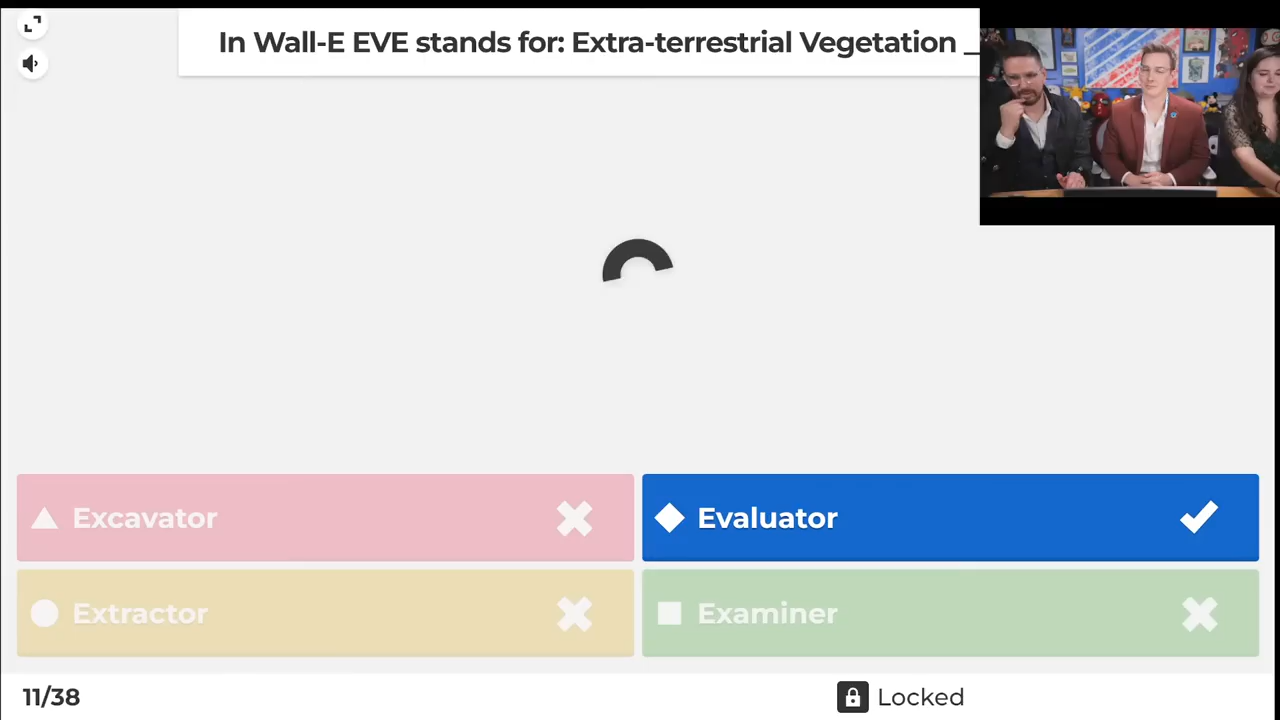 In Wall-E EVE stands for: Extra-terrestrial Vegetation _
Excavator
Evaluator
Extractor
Examiner
11/38
Locked